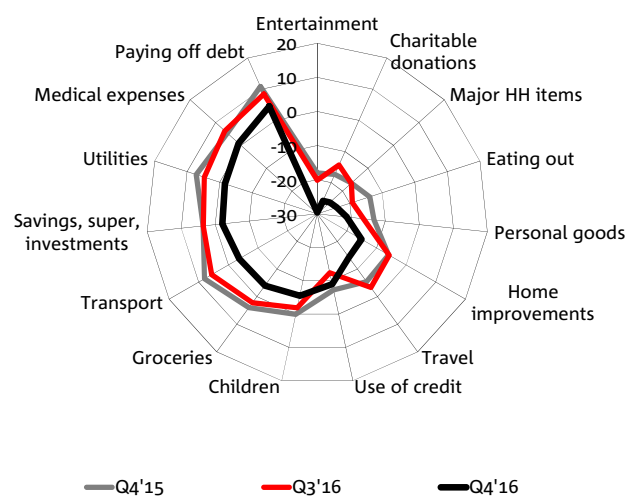 Entertainment
Charitable
donations
Major HH items
Eating out
Personal goods
Home
improvements
Travel
Use of credit
Children
Groceries
Transport
Savings, super,
investments
Utilities
Medical expenses
Paying off debt
20
10
0
-10
-20
-30
Q4'15
Q3'16
Q4'16